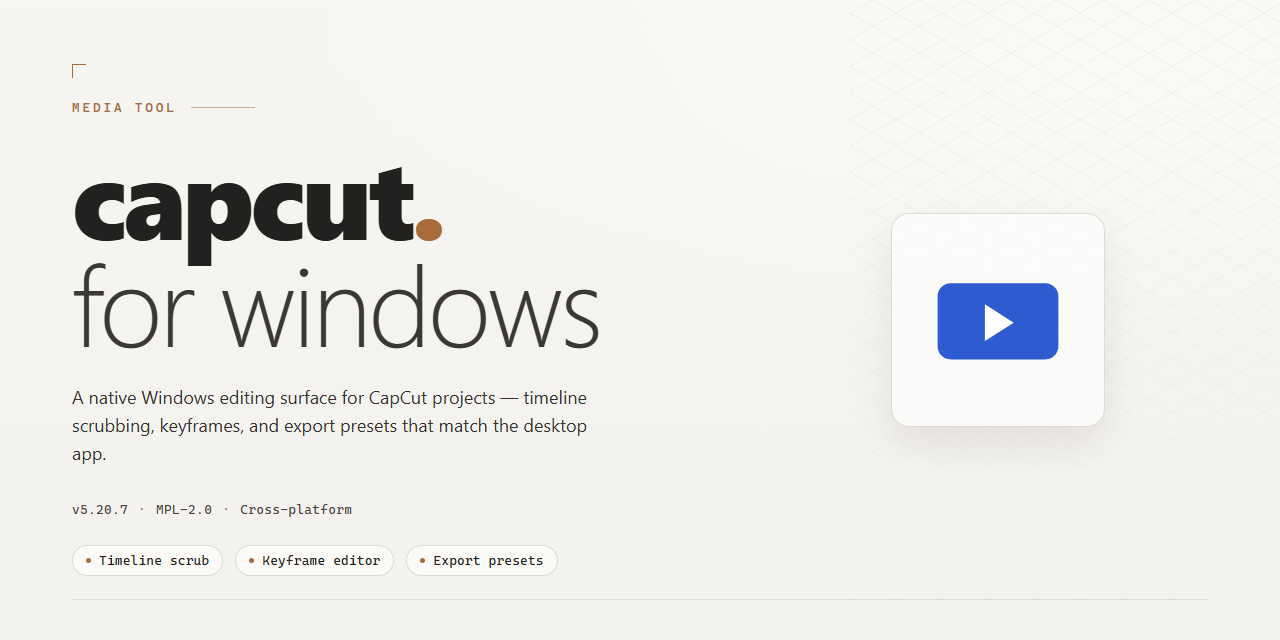 MEDIA TOOL
capcut.
for windows
A native Windows editing surface for CapCut projects — timeline
scrubbing, keyframes, and export presets that match the desktop
app.
v5.20.7 · MPL-2.0 · Cross-platform
Timeline scrub
Keyframe editor
Export presets